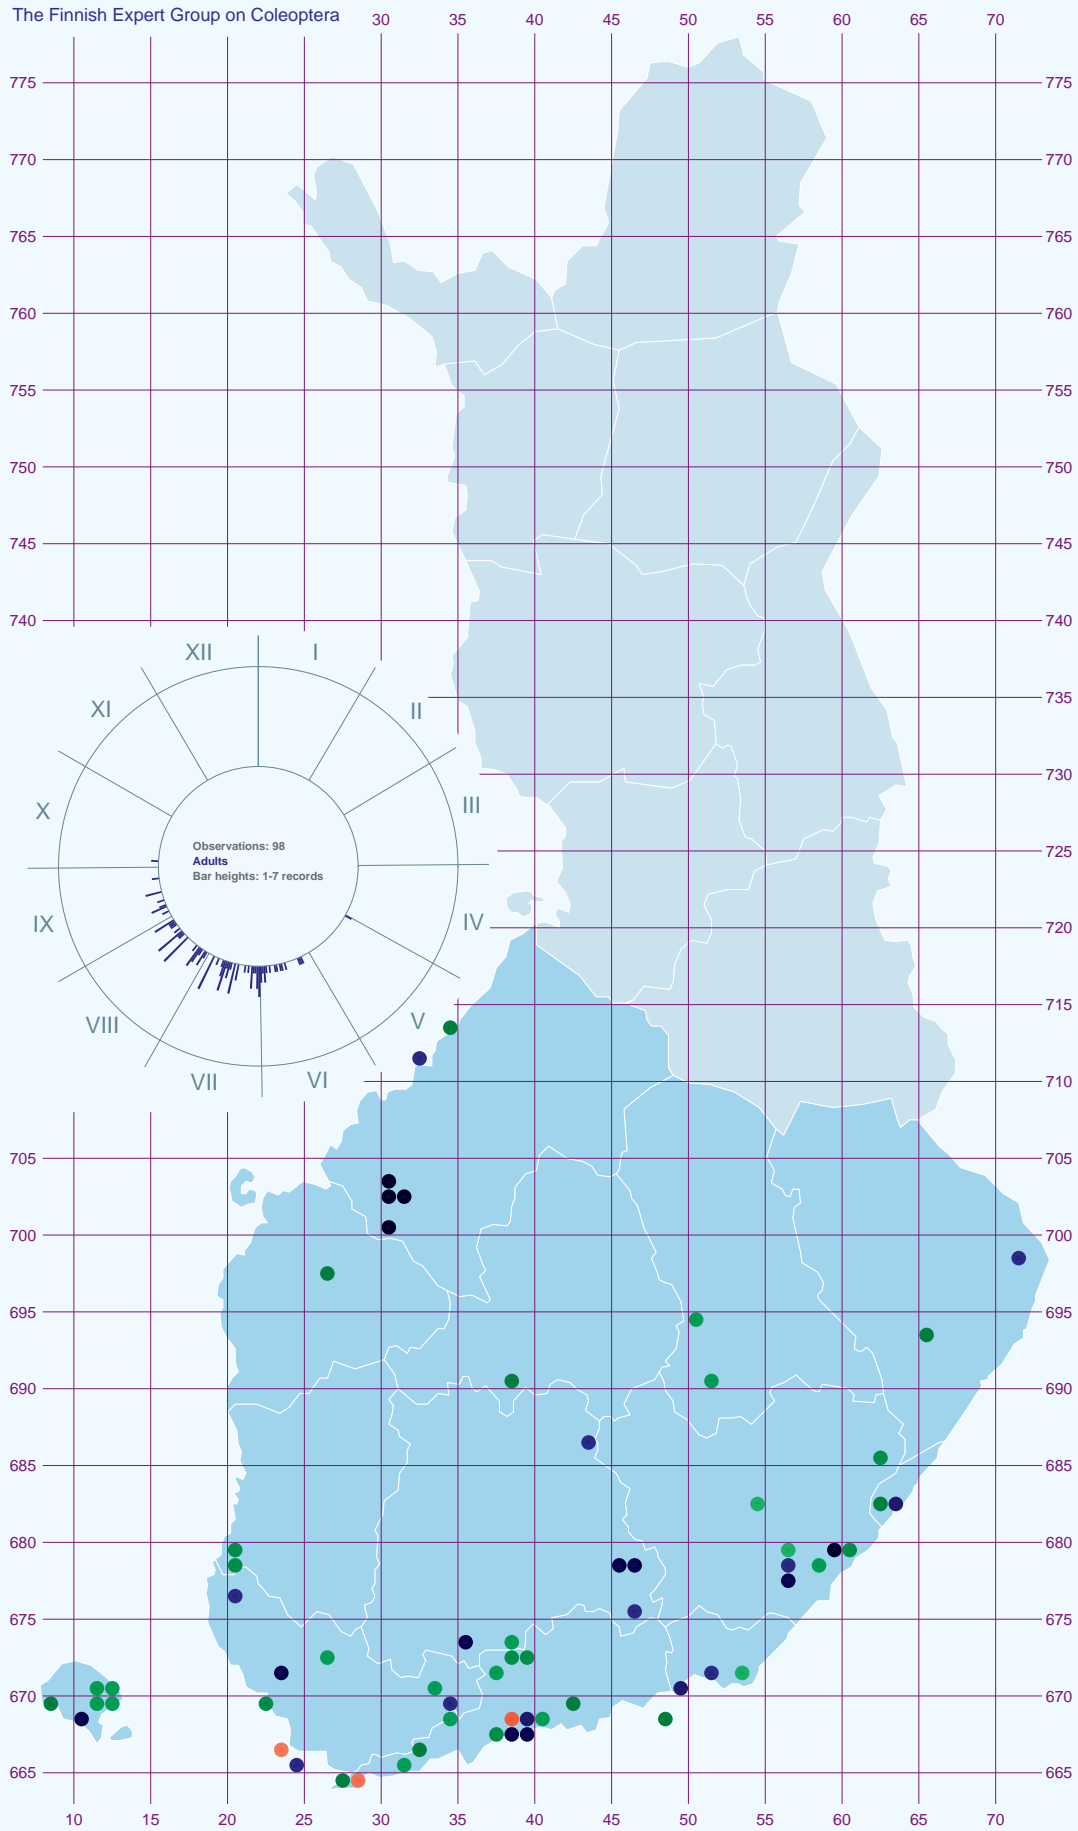 The Finnish Expert Group on Coleoptera
30 35 40 45 50 55 60 65 70
775 775
770 770
765 765
760 760
755 755
750 750
745 745
740 740
XII I
XI II
735
730
X III
Observations: 98
Adults
Bar heights: 1-7 records
725 725
IX IV
720 720
VIII V
715 715
VII VI
710 710
705 705
700 700
695 695
690 690
685 685
680 680
675 675
670 670
665 665
10 15 20 25 30 35 40 45 50 55 60 65 70